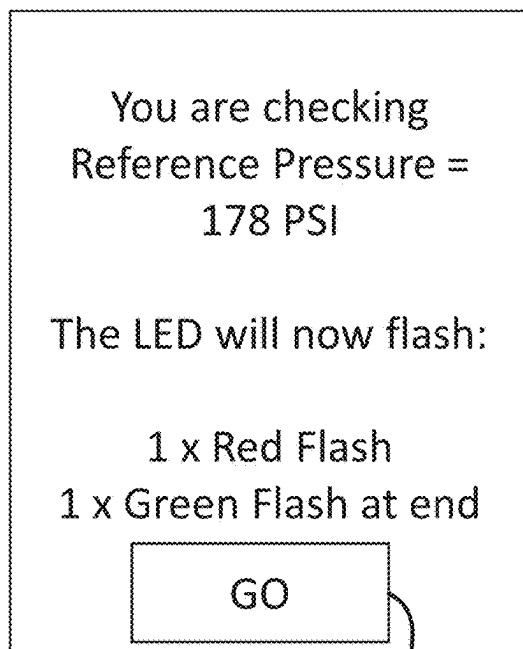 You are checking
Reference Pressure =
178 PSI
The LED will now flash:
1 x Red Flash
1 x Green Flash at end
GO